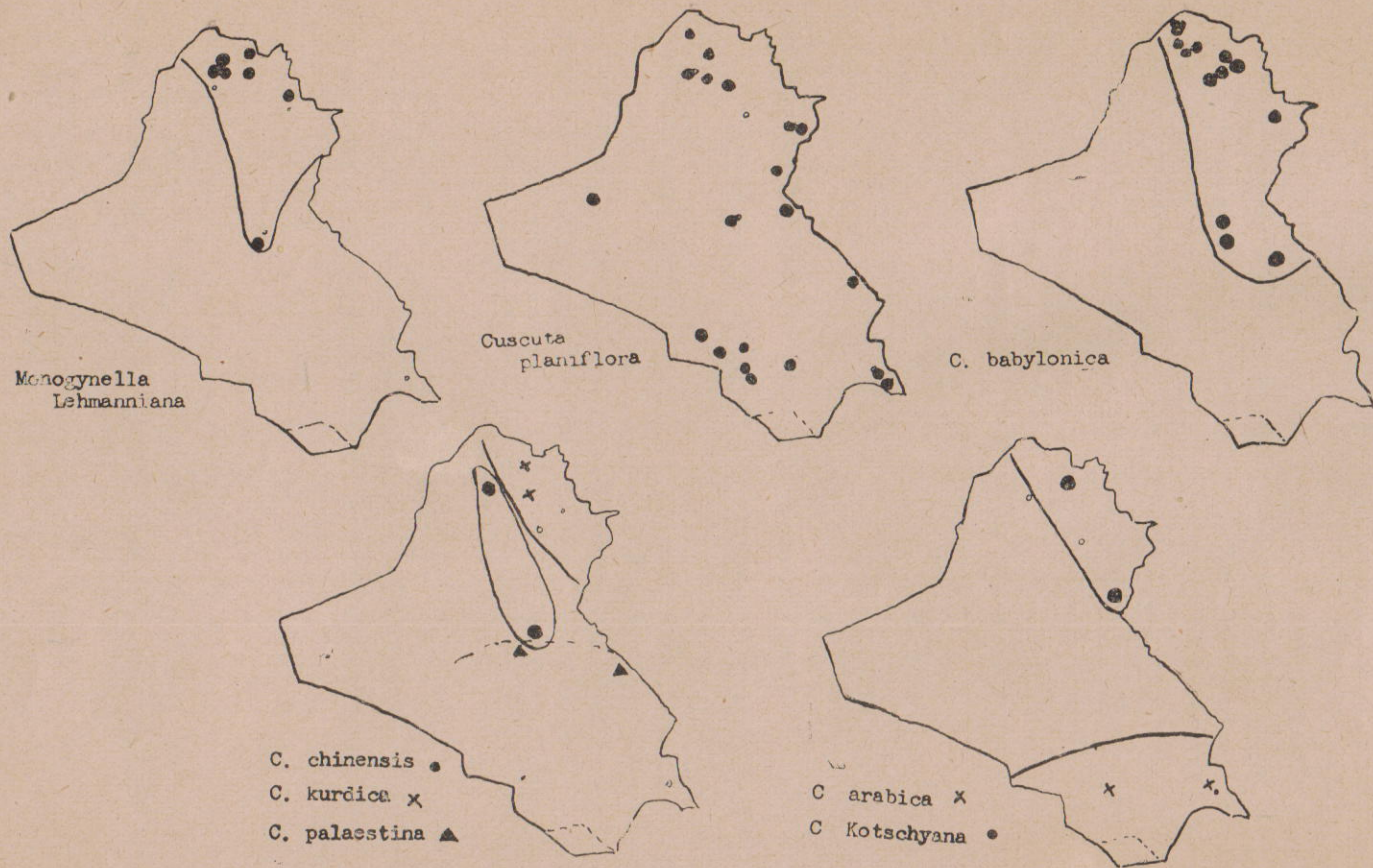 Monogynella
Lehmanniana
Cuscuta
planiflora
C. babylonica
C. chinensis
C. kurdica x
C. palaestina
C arabica x
C Kotschyana